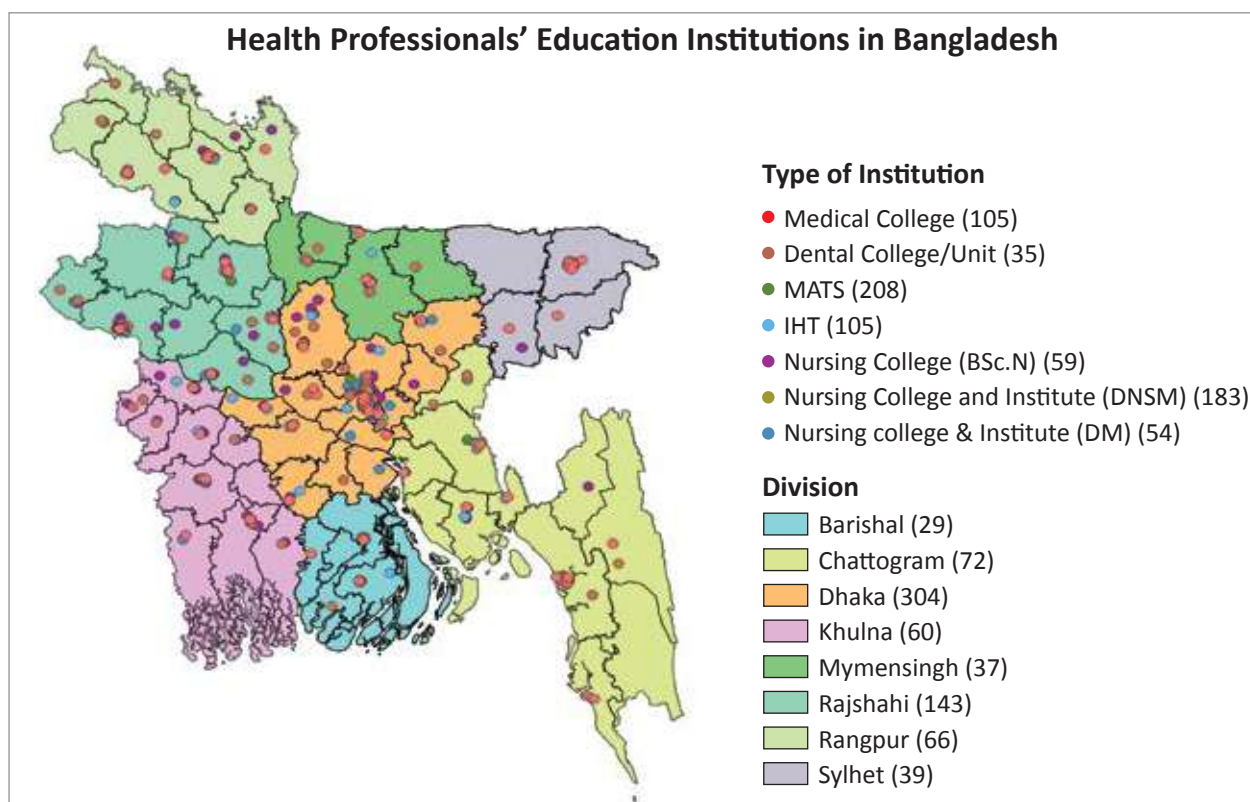 Health Professionals' Education Institutions in Bangladesh
Type of Institution
Medical College (105)
Dental College/Unit (35)
MATS (208)
IHT (105)
Nursing College (BSc.N) (59)
Nursing College and Institute (DNSM) (183)
Nursing college & Institute (DM) (54)
Division
Barishal (29)
Chattogram (72)
Dhaka (304)
Khulna (60)
Mymensingh (37)
Rajshahi (143)
Rangpur (66)
Sylhet (39)